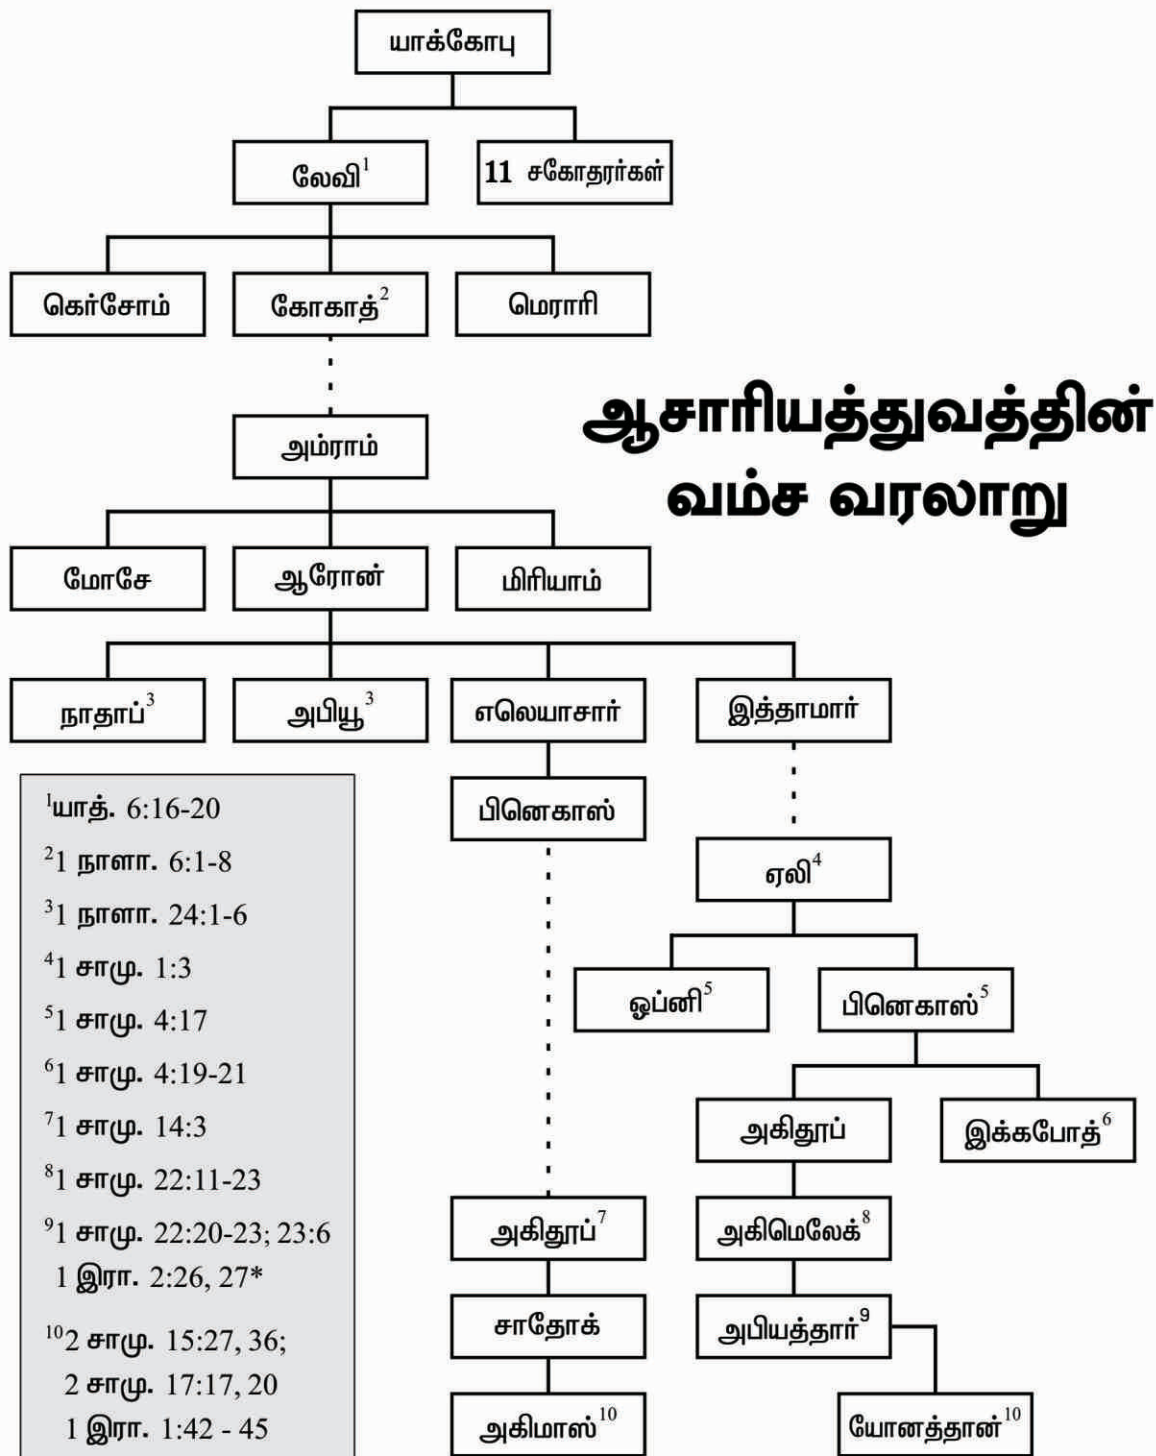 யாக்கோபு
லேவி¹ 11 சகோதரர்கள்
கெர்சோம் கோகாத்² மெராரி
ஆசாரியத்துவத்தின்
வம்ச வரலாறு
அம்ராம்
மோசே ஆரோன் மிரியாம்
நாதாப்³ அபியூ³ எலெயாசார் இத்தாமார்
பினெகாஸ்
ஏலி⁴
ஓப்னி⁵ பினெகாஸ்⁵
அகிதூப் இக்கபோத்⁶
அகிதூப்⁷ அகிமெலேக்⁸
சாதோக் அபியத்தார்⁹
அகிமாஸ்¹⁰ யோனத்தான்¹⁰
¹யாத். 6:16-20
²1 நாளா. 6:1-8
³1 நாளா. 24:1-6
⁴1 சாமு. 1:3
⁵1 சாமு. 4:17
⁶1 சாமு. 4:19-21
⁷1 சாமு. 14:3
⁸1 சாமு. 22:11-23
⁹1 சாமு. 22:20-23; 23:6
1 இரா. 2:26, 27*
¹⁰2 சாமு. 15:27, 36;
2 சாமு. 17:17, 20
1 இரா. 1:42 - 45